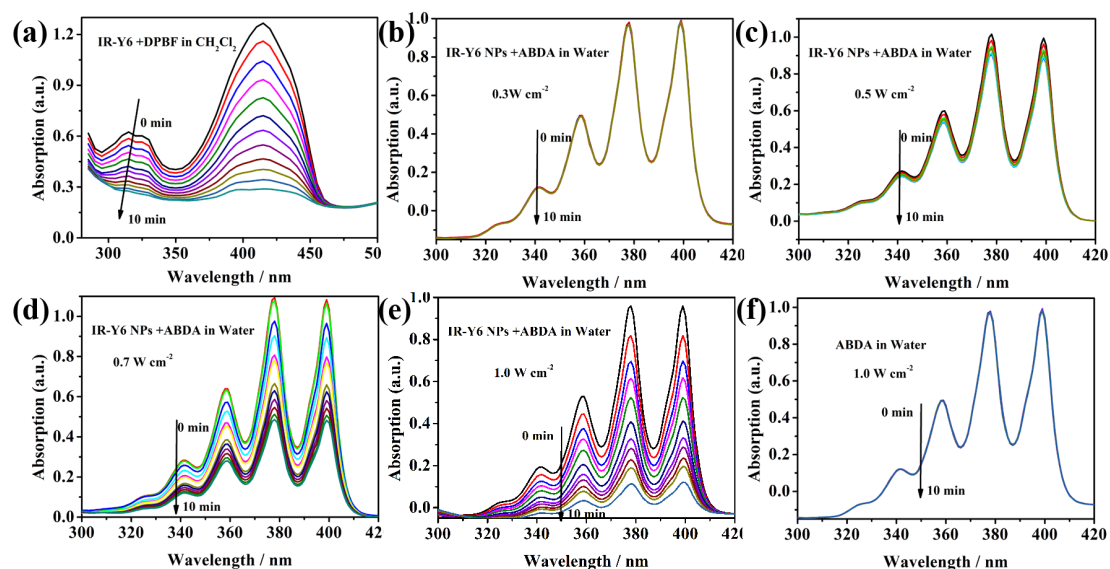 (a)
IR-Y6 +DPBF in CH2Cl2
0 min
10 min
Absorption (a.u.)
1.2
0.9
0.6
0.3
0.0
300 350 400 450 50
Wavelength / nm
(b)
IR-Y6 NPs +ABDA in Water
0.3W cm-2
0 min
10 min
Absorption (a.u.)
1.0
0.8
0.6
0.4
0.2
0.0
300 320 340 360 380 400 420
Wavelength / nm
(c)
IR-Y6 NPs +ABDA in Water
0.5 W cm-2
0 min
10 min
Absorption (a.u.)
1.0
0.8
0.6
0.4
0.2
0.0
300 320 340 360 380 400 420
Wavelength / nm
(d)
IR-Y6 NPs +ABDA in Water
0.7 W cm-2
0 min
10 min
Absorption (a.u.)
1.0
0.8
0.6
0.4
0.2
0.0
300 320 340 360 380 400 42
Wavelength / nm
(e)
IR-Y6 NPs +ABDA in Water
1.0 W cm-2
0 min
10 min
Absorption (a.u.)
1.0
0.8
0.6
0.4
0.2
0.0
300 320 340 360 380 400 420
Wavelength / nm
(f)
ABDA in Water
1.0 W cm-2
0 min
10 min
Absorption (a.u.)
1.0
0.8
0.6
0.4
0.2
0.0
300 320 340 360 380 400 420
Wavelength / nm